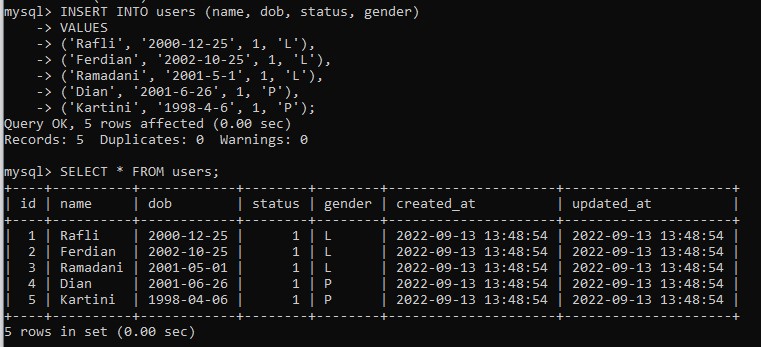 mysql> INSERT INTO users (name, dob, status, gender)
    -> VALUES
    -> ('Rafli', '2000-12-25', 1, 'L'),
    -> ('Ferdian', '2002-10-25', 1, 'L'),
    -> ('Ramadani', '2001-5-1', 1, 'L'),
    -> ('Dian', '2001-6-26', 1, 'P'),
    -> ('Kartini', '1998-4-6', 1, 'P');
Query OK, 5 rows affected (0.00 sec)
Records: 5  Duplicates: 0  Warnings: 0

mysql> SELECT * FROM users;
+----+----------+------------+--------+--------+---------------------+---------------------+
| id | name     | dob        | status | gender | created_at          | updated_at          |
+----+----------+------------+--------+--------+---------------------+---------------------+
|  1 | Rafli    | 2000-12-25 |      1 | L      | 2022-09-13 13:48:54 | 2022-09-13 13:48:54 |
|  2 | Ferdian  | 2002-10-25 |      1 | L      | 2022-09-13 13:48:54 | 2022-09-13 13:48:54 |
|  3 | Ramadani | 2001-05-01 |      1 | L      | 2022-09-13 13:48:54 | 2022-09-13 13:48:54 |
|  4 | Dian     | 2001-06-26 |      1 | P      | 2022-09-13 13:48:54 | 2022-09-13 13:48:54 |
|  5 | Kartini  | 1998-04-06 |      1 | P      | 2022-09-13 13:48:54 | 2022-09-13 13:48:54 |
+----+----------+------------+--------+--------+---------------------+---------------------+
5 rows in set (0.00 sec)